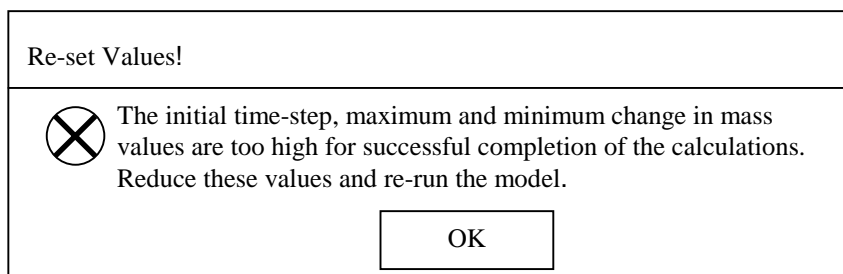 Re-set Values!
The initial time-step, maximum and minimum change in mass
values are too high for successful completion of the calculations.
Reduce these values and re-run the model.
OK